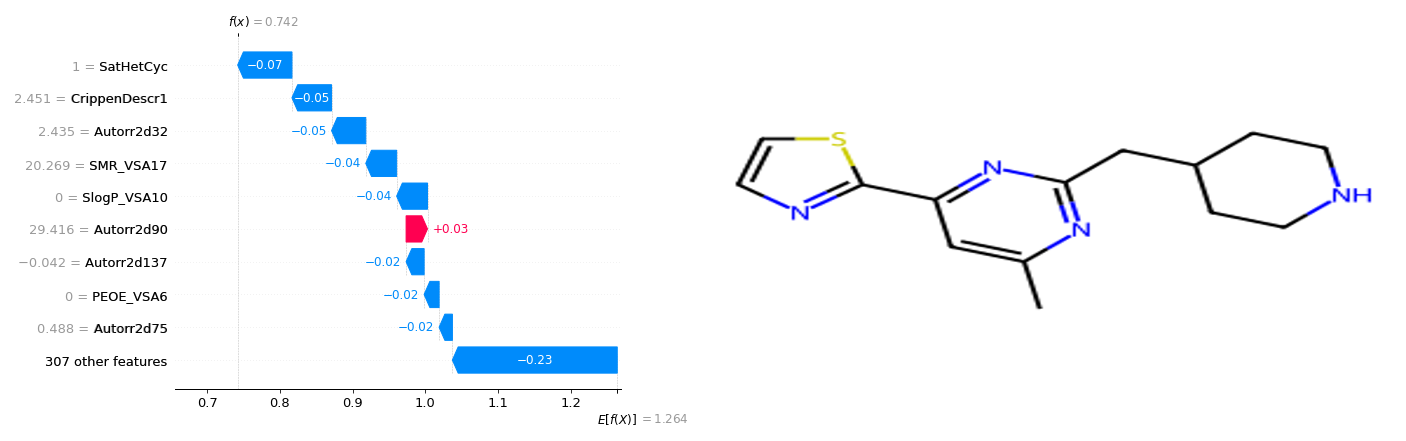 f(x) = 0.742
1 = SatHetCyc −0.07
2.451 = CrippenDescr1 −0.05
2.435 = Autorr2d32 −0.05
20.269 = SMR_VSA17 −0.04
0 = SlogP_VSA10 −0.04
29.416 = Autorr2d90 +0.03
−0.042 = Autorr2d137 −0.02
0 = PEOE_VSA6 −0.02
0.488 = Autorr2d75 −0.02
307 other features −0.23
0.7 0.8 0.9 1.0 1.1 1.2
E[f(X)] = 1.264
S
N
N
N
NH